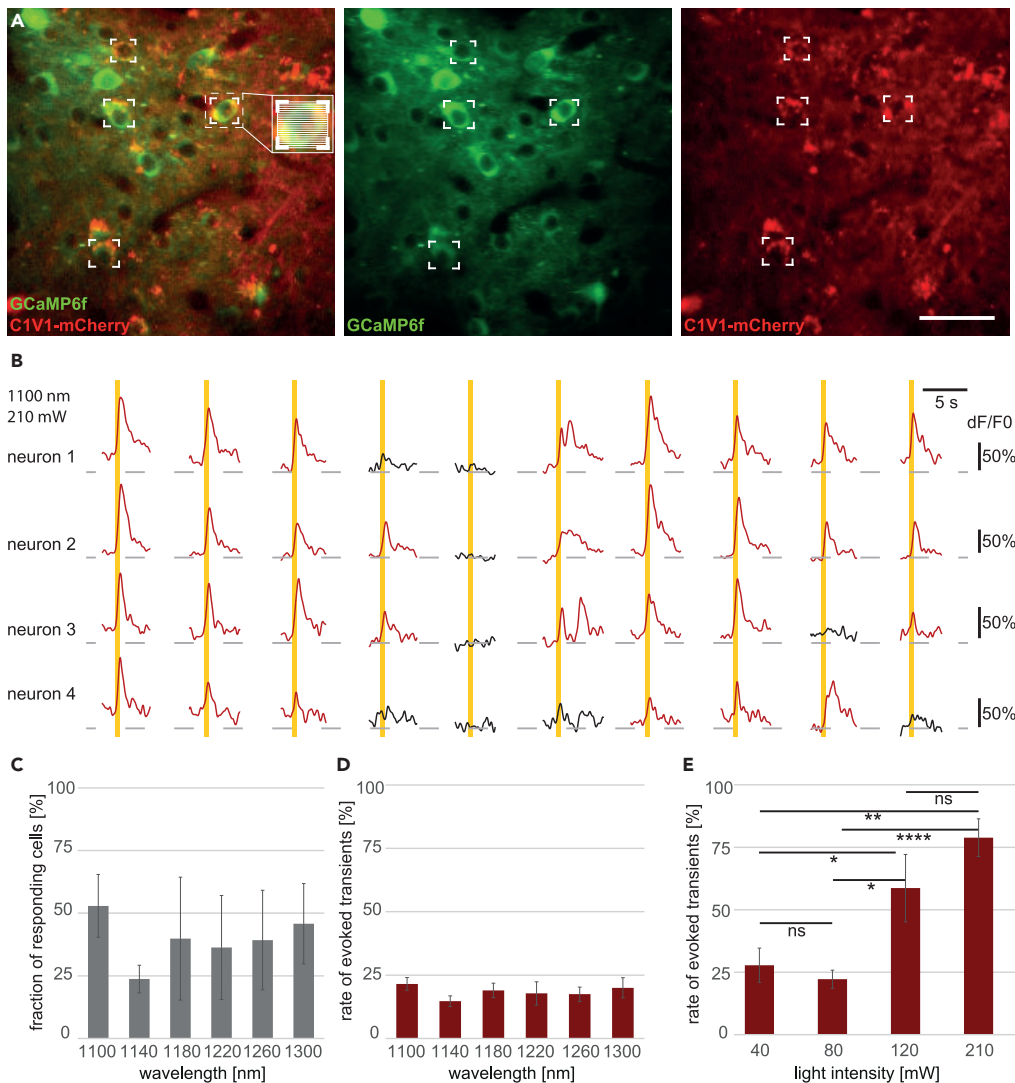 A
GCaMP6f
C1V1-mCherry
GCaMP6f
C1V1-mCherry
B
1100 nm
210 mW
5 s
dF/F0
neuron 1
50%
neuron 2
50%
neuron 3
50%
neuron 4
50%
C
fraction of responding cells [%]
100
75
50
25
0
1100 1140 1180 1220 1260 1300
wavelength [nm]
D
rate of evoked transients [%]
100
75
50
25
0
1100 1140 1180 1220 1260 1300
wavelength [nm]
E
rate of evoked transients [%]
100
75
50
25
0
ns
**
****
*
*
ns
40 80 120 210
light intensity [mW]